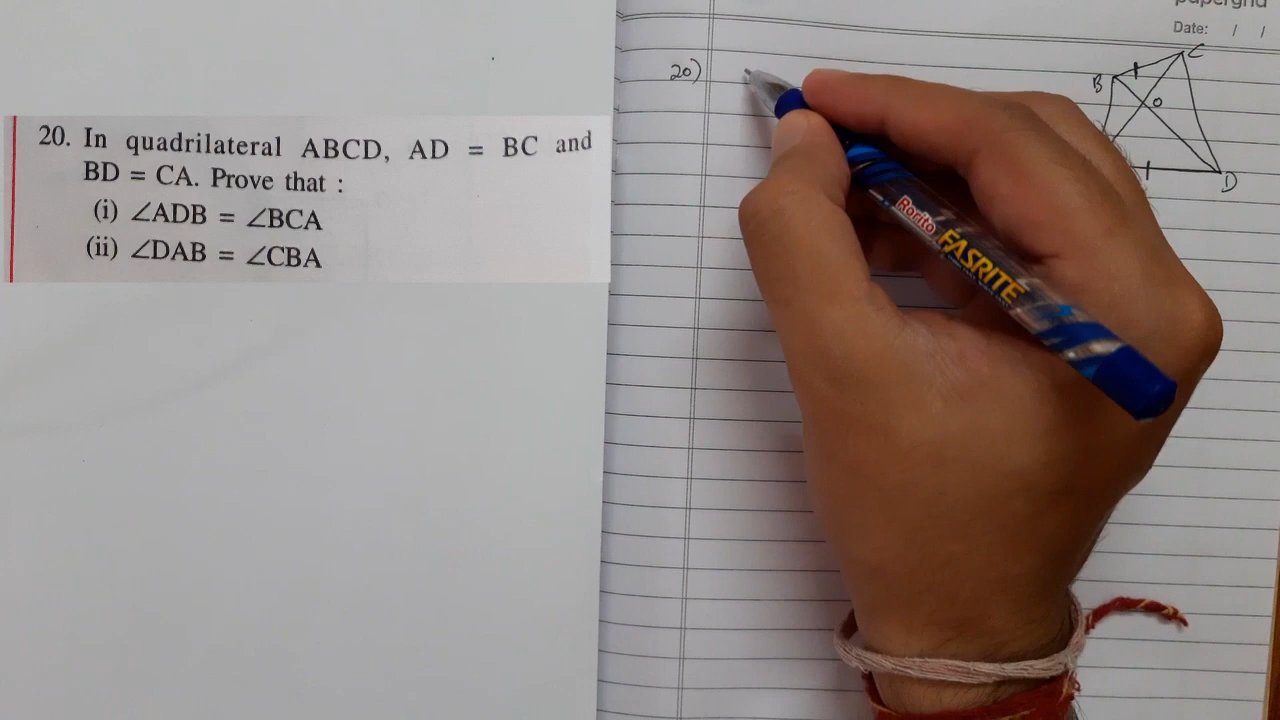 20. In quadrilateral ABCD, AD = BC and
BD = CA. Prove that :
(i) ∠ADB = ∠BCA
(ii) ∠DAB = ∠CBA
Date: / /
20)
C
B
O
D
Rorito
FASRITE